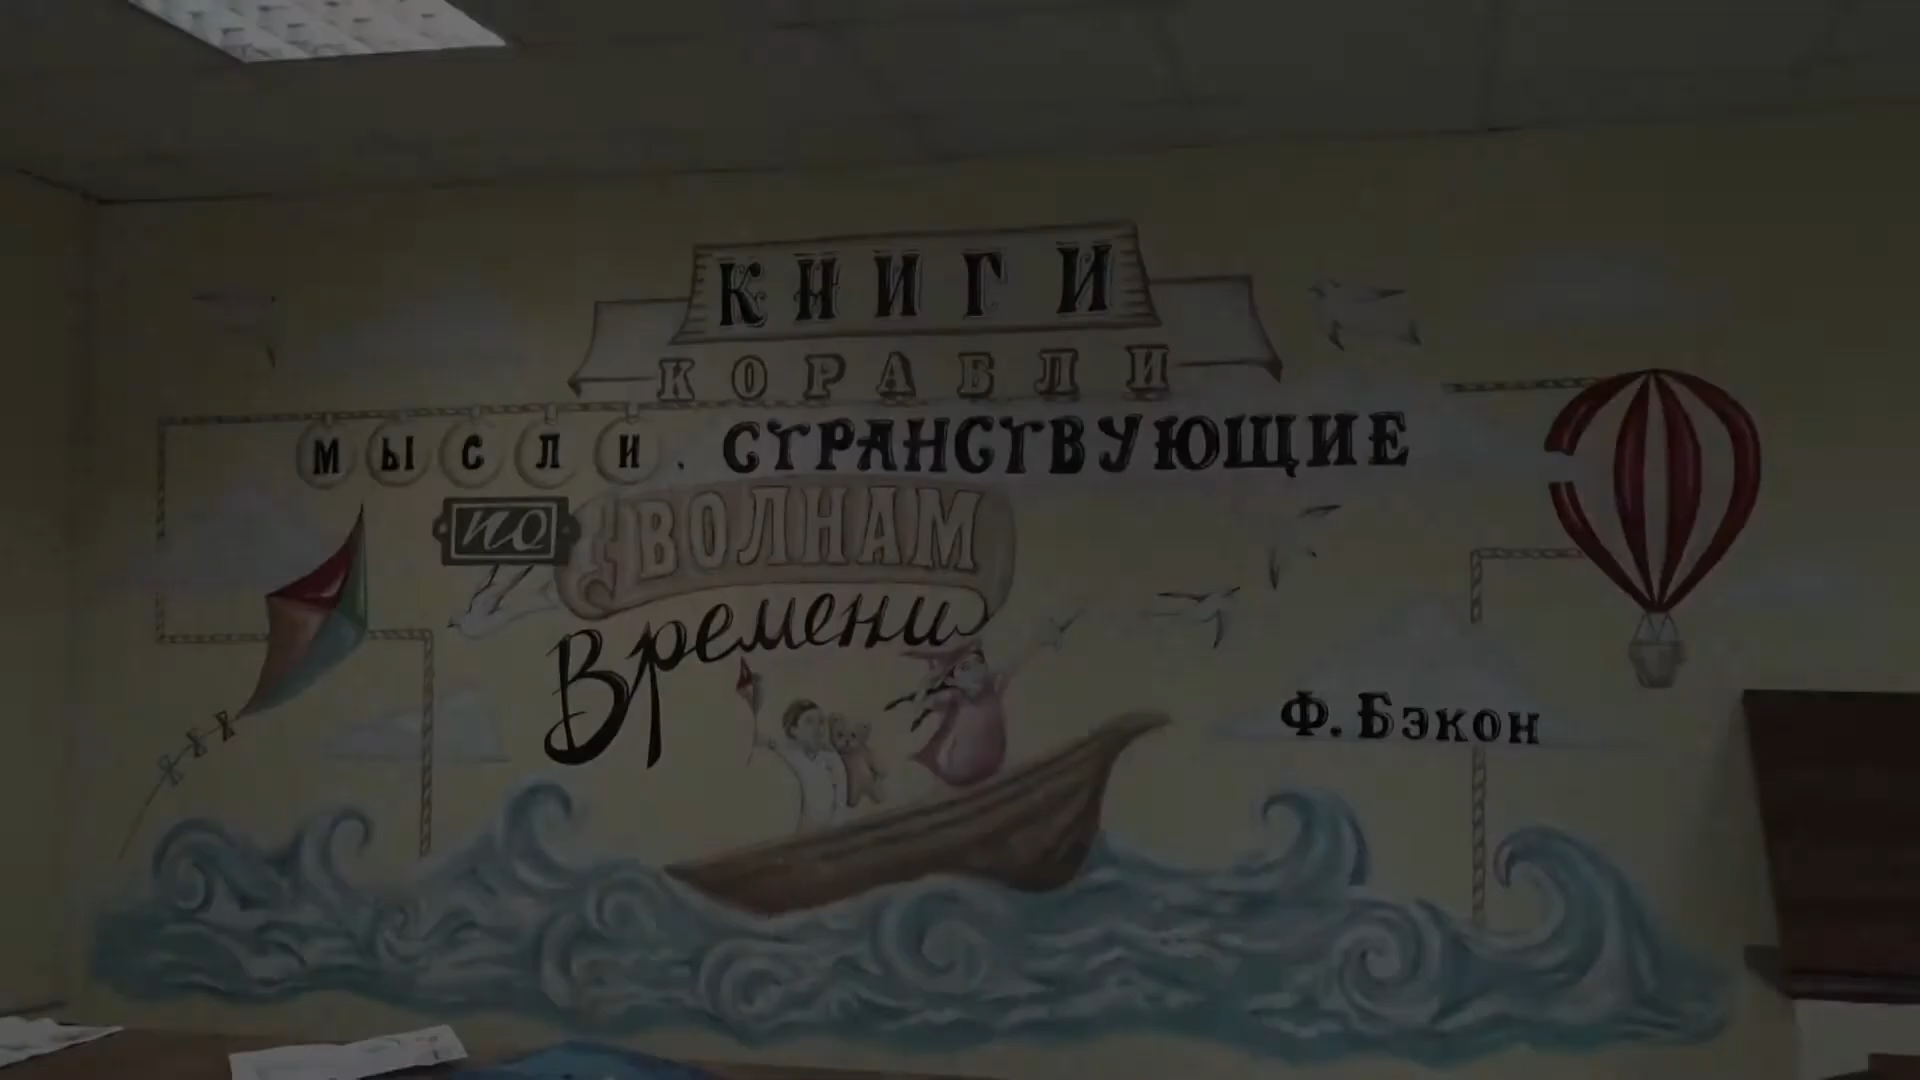 КНИГИ
КОРАБЛИ
МЫСЛИ, СТРАНСТВУЮЩИЕ
ПО ВОЛНАМ
Времени
Ф. Бэкон